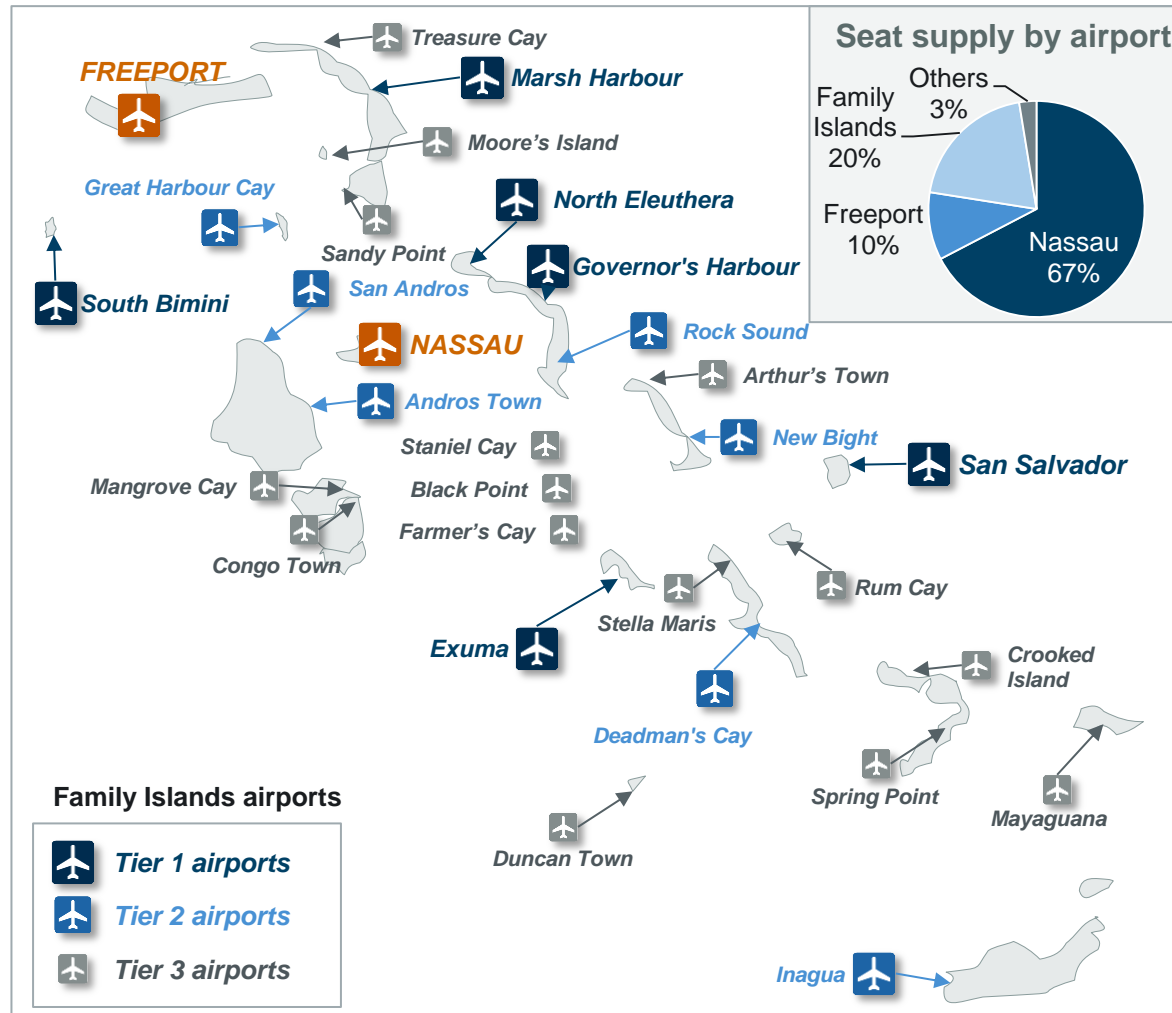 Seat supply by airport
Others
3%
Family
Islands
20%
Freeport
10%
Nassau
67%
Treasure Cay
FREEPORT
Marsh Harbour
Moore's Island
Great Harbour Cay
North Eleuthera
Sandy Point
Governor's Harbour
San Andros
South Bimini
NASSAU
Rock Sound
Arthur's Town
Andros Town
Staniel Cay
New Bight
San Salvador
Mangrove Cay
Black Point
Farmer's Cay
Congo Town
Rum Cay
Stella Maris
Exuma
Crooked
Island
Deadman's Cay
Spring Point
Mayaguana
Duncan Town
Family Islands airports
Tier 1 airports
Tier 2 airports
Tier 3 airports
Inagua